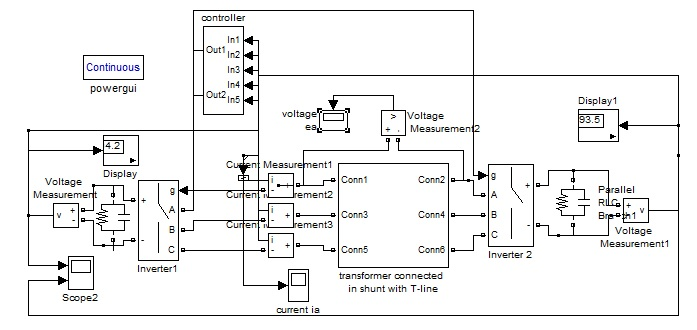 controller
In1
Out1
In2
In3
In4
Out2
In5
Continuous
powergui
voltage
ea
>
+ -
Voltage
Measurement2
Display1
93.5
4.2
Display
Voltage
Measurement
v
+
-
+
-
g
A
B
C
Inverter1
Scope2
Current Measurement1
i
+
-
Measurement2
i
+
-
Measurement3
i
+
-
current ia
Conn1
Conn2
Conn3
Conn4
Conn5
Conn6
transformer connected
in shunt with T-line
g
A
B
C
+
-
Inverter 2
Parallel
RLC
Branch1
v
+
-
Voltage
Measurement1